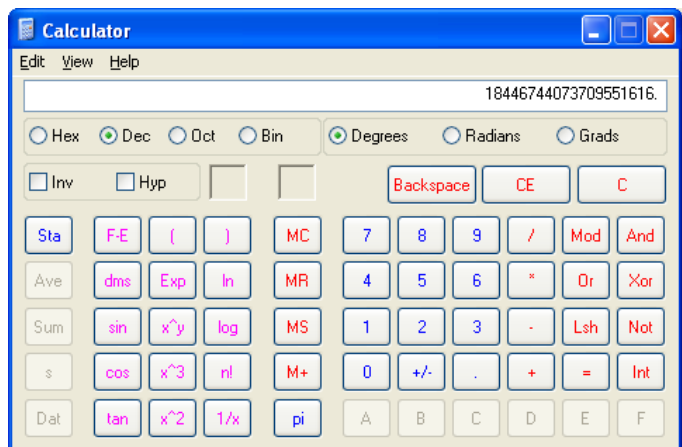 Calculator
Edit View Help
18446744073709551616.
Hex Dec Oct Bin Degrees Radians Grads
Inv Hyp Backspace CE C
Sta F-E ( ) MC 7 8 9 / Mod And
Ave dms Exp ln MR 4 5 6 * Or Xor
Sum sin x^y log MS 1 2 3 - Lsh Not
s cos x^3 n! M+ 0 +/- . + = Int
Dat tan x^2 1/x pi A B C D E F